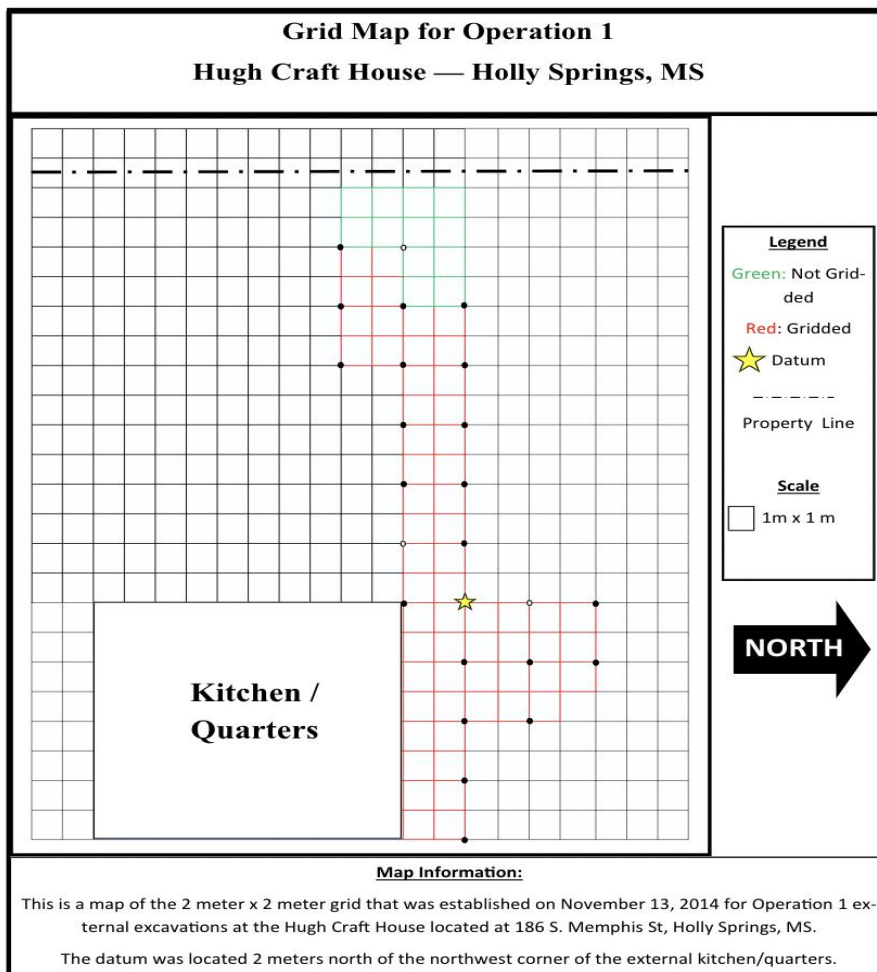 Grid Map for Operation 1
Hugh Craft House — Holly Springs, MS
Legend
Green: Not Grid-
ded
Red: Gridded
Datum
Property Line
Scale
1m x 1 m
NORTH
Kitchen /
Quarters
Map Information:
This is a map of the 2 meter x 2 meter grid that was established on November 13, 2014 for Operation 1 ex-
ternal excavations at the Hugh Craft House located at 186 S. Memphis St, Holly Springs, MS.
The datum was located 2 meters north of the northwest corner of the external kitchen/quarters.